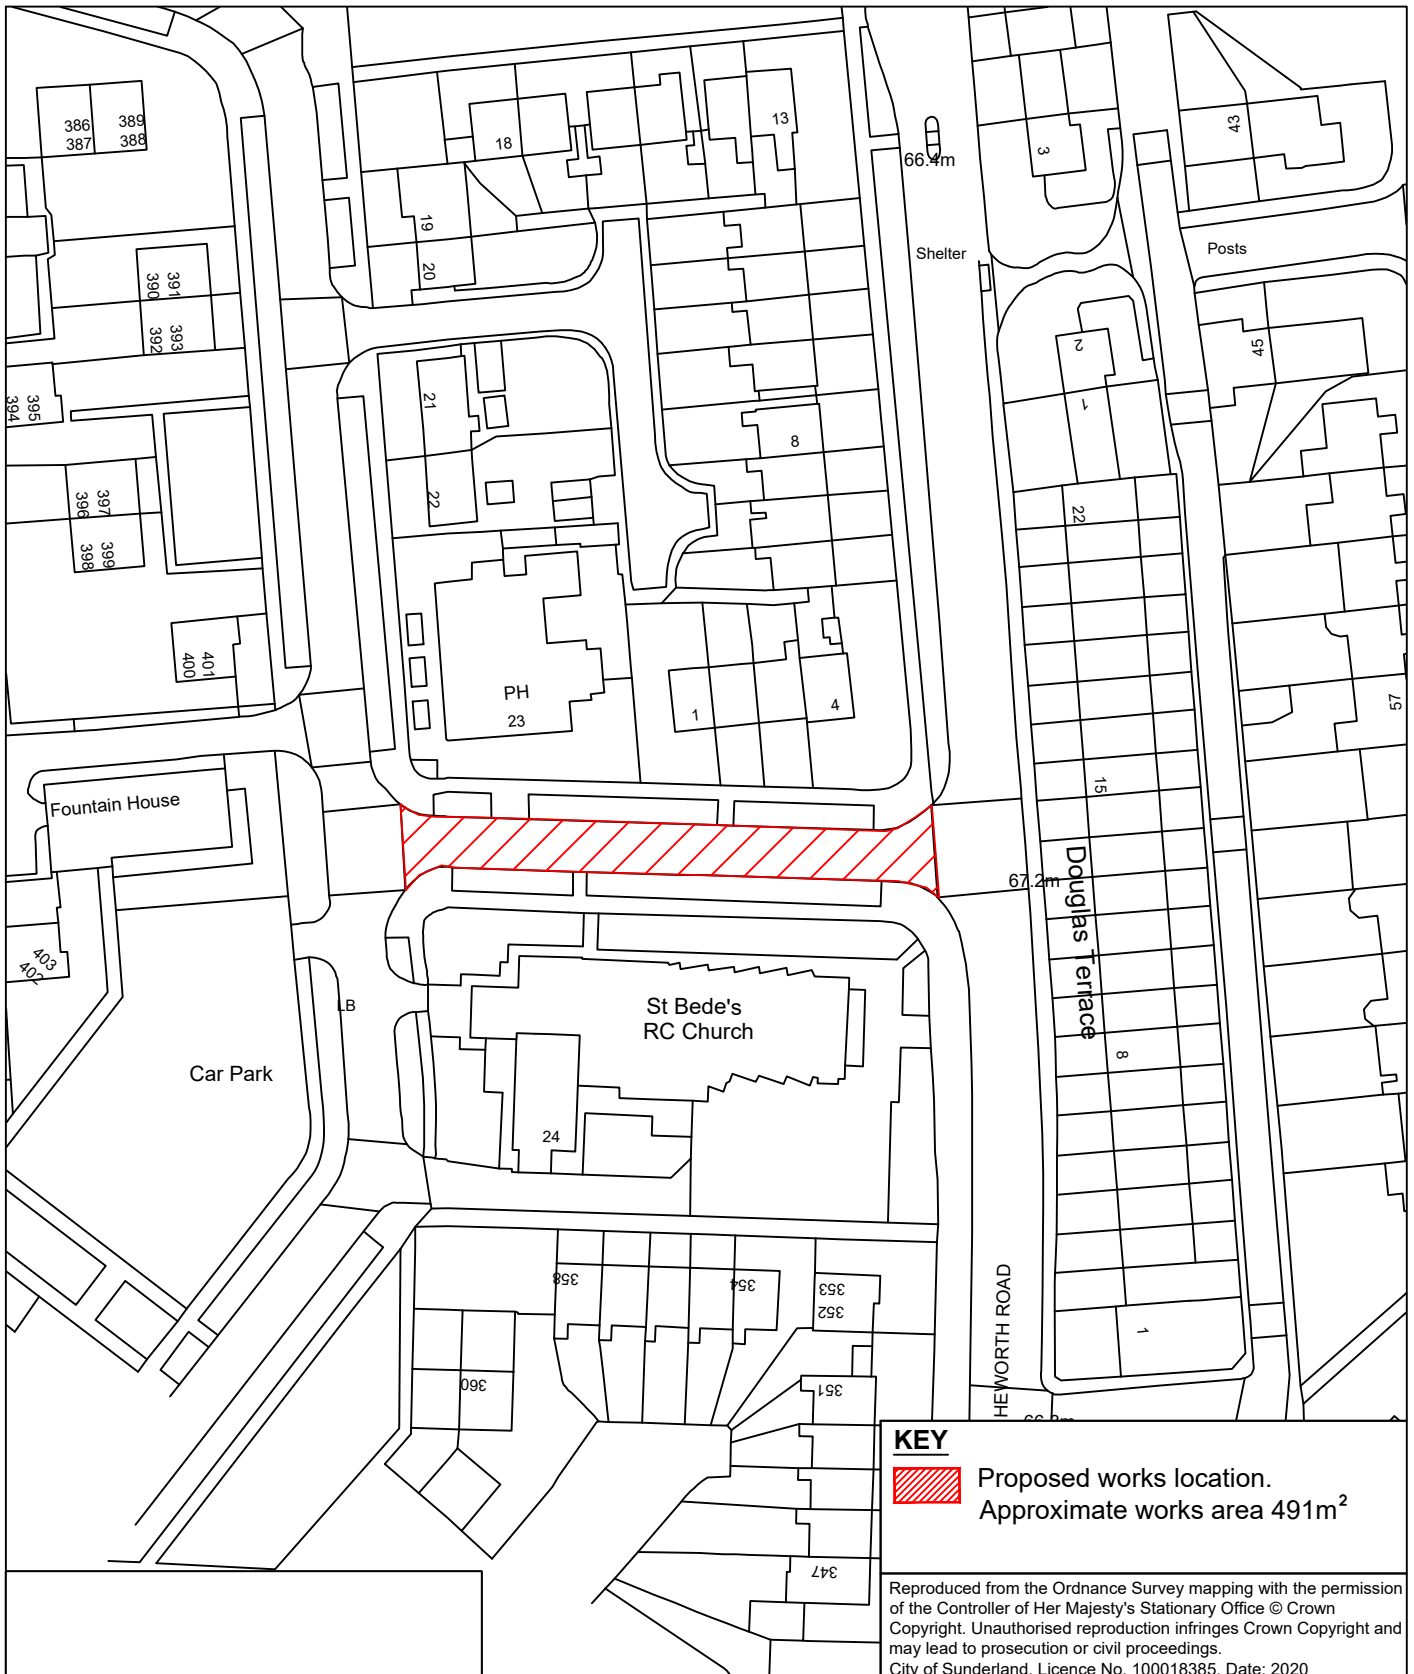 386
389
387
388
18
13
66.4m
3
43
19
20
Shelter
Posts
390
391
392
393
2
45
1
394
395
21
8
396
397
22
22
398
399
400
401
PH
23
1
4
57
15
Fountain House
67.2m
Douglas Terrace
403
402
LB
St Bede's
RC Church
Car Park
8
24
358
354
353
352
HEWORTH ROAD
1
360
351
347
KEY
Proposed works location.
Approximate works area 491m²
Reproduced from the Ordnance Survey mapping with the permission
of the Controller of Her Majesty's Stationary Office © Crown
Copyright. Unauthorised reproduction infringes Crown Copyright and
may lead to prosecution or civil proceedings.
City of Sunderland. Licence No. 100018385. Date: 2020